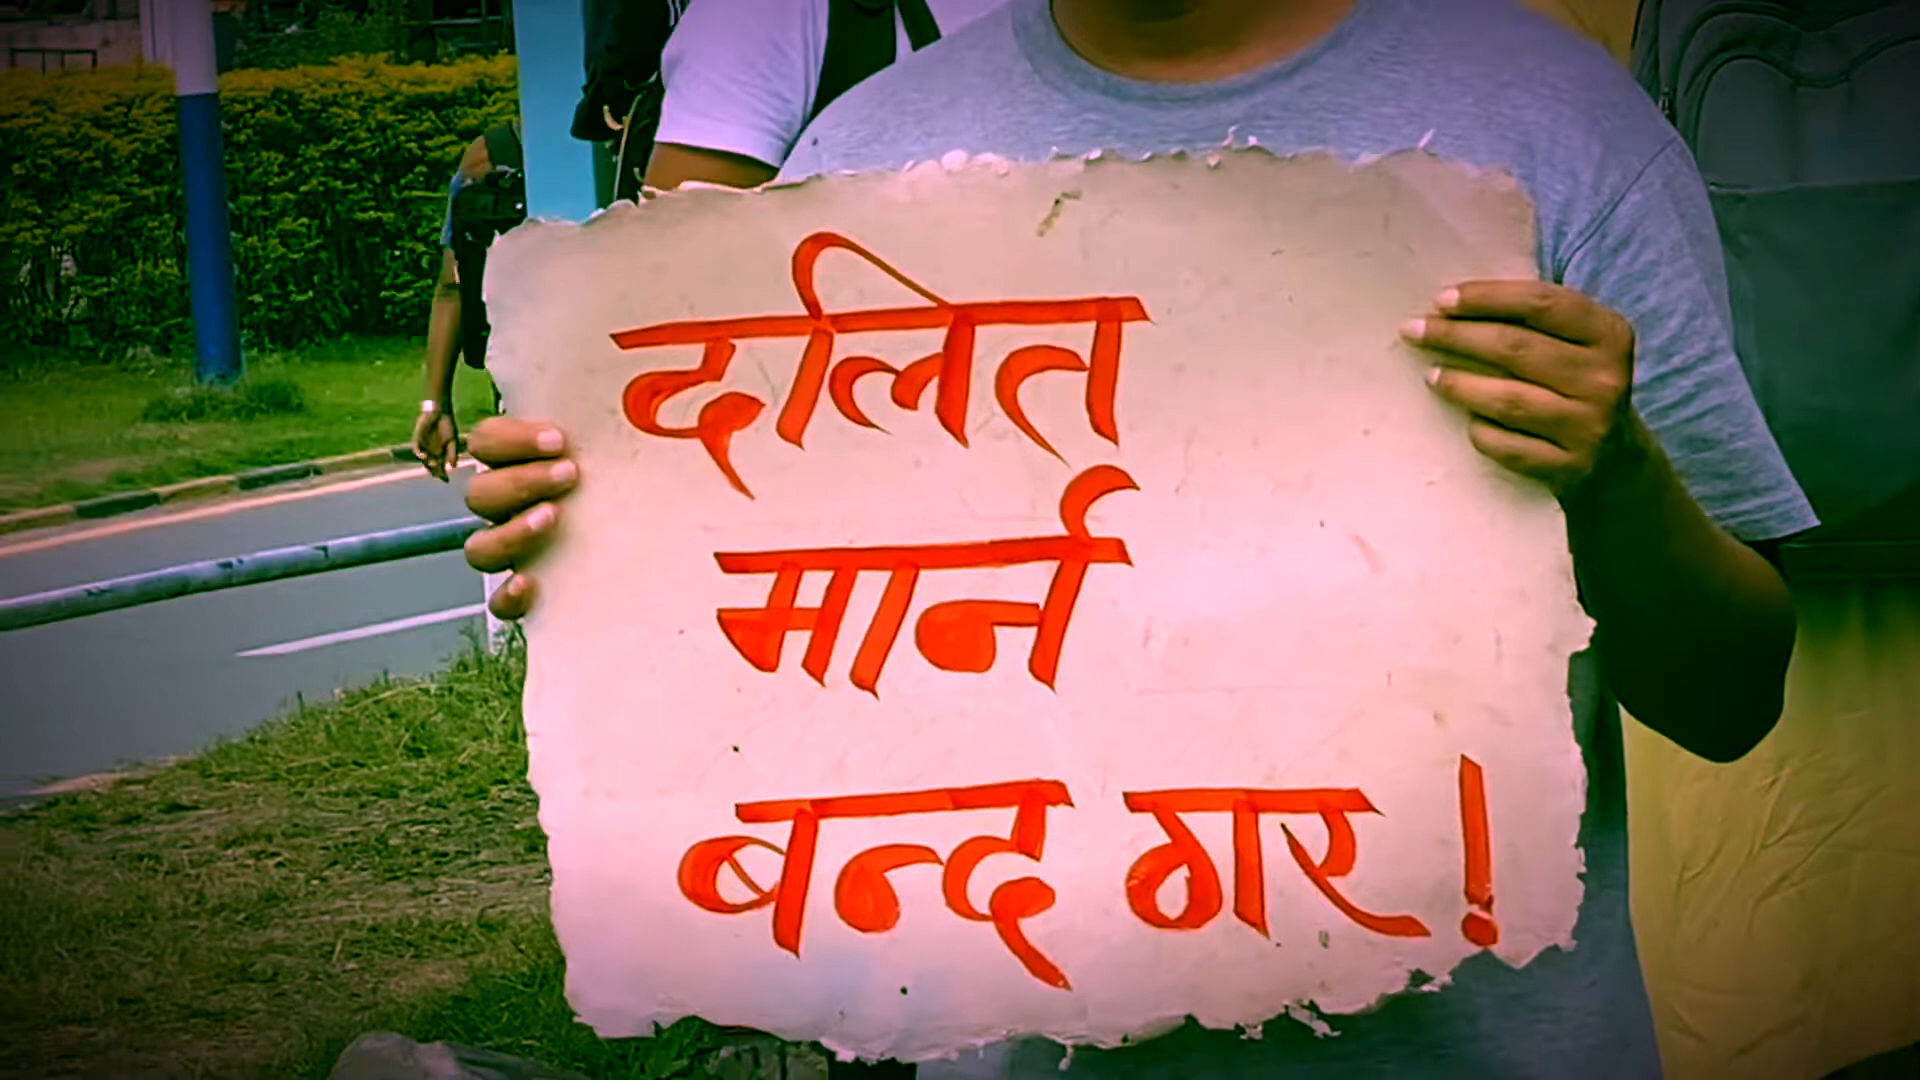 दलित
मार्न
बन्द गर !